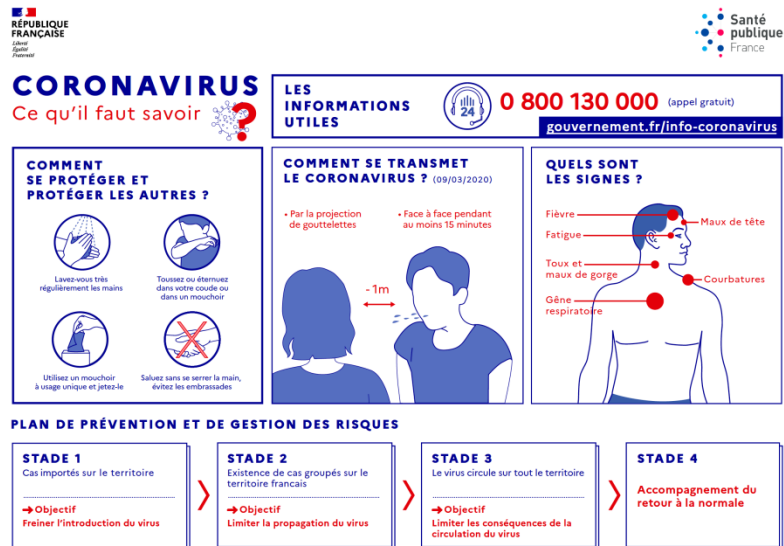 RÉPUBLIQUE
FRANÇAISE
Liberté
Égalité
Fraternité
Santé
publique
France
CORONAVIRUS
Ce qu'il faut savoir
?
LES
INFORMATIONS
UTILES
24
0 800 130 000 (appel gratuit)
gouvernement.fr/info-coronavirus
COMMENT
SE PROTÉGER ET
PROTÉGER LES AUTRES ?
Lavez-vous très
régulièrement les mains
Toussez ou éternuez
dans votre coude ou
dans un mouchoir
Utilisez un mouchoir
à usage unique et jetez-le
Saluez sans se serrer la main,
évitez les embrassades
COMMENT SE TRANSMET
LE CORONAVIRUS ? (09/03/2020)
• Par la projection
de gouttelettes
• Face à face pendant
au moins 15 minutes
- 1m
QUELS SONT
LES SIGNES ?
Fièvre
Maux de tête
Fatigue
Toux et
maux de gorge
Courbatures
Gêne
respiratoire
PLAN DE PRÉVENTION ET DE GESTION DES RISQUES
STADE 1
Cas importés sur le territoire
➔ Objectif
Freiner l'introduction du virus
STADE 2
Existence de cas groupés sur le
territoire francais
➔ Objectif
Limiter la propagation du virus
STADE 3
Le virus circule sur tout le territoire
➔ Objectif
Limiter les conséquences de la
circulation du virus
STADE 4
Accompagnement du
retour à la normale